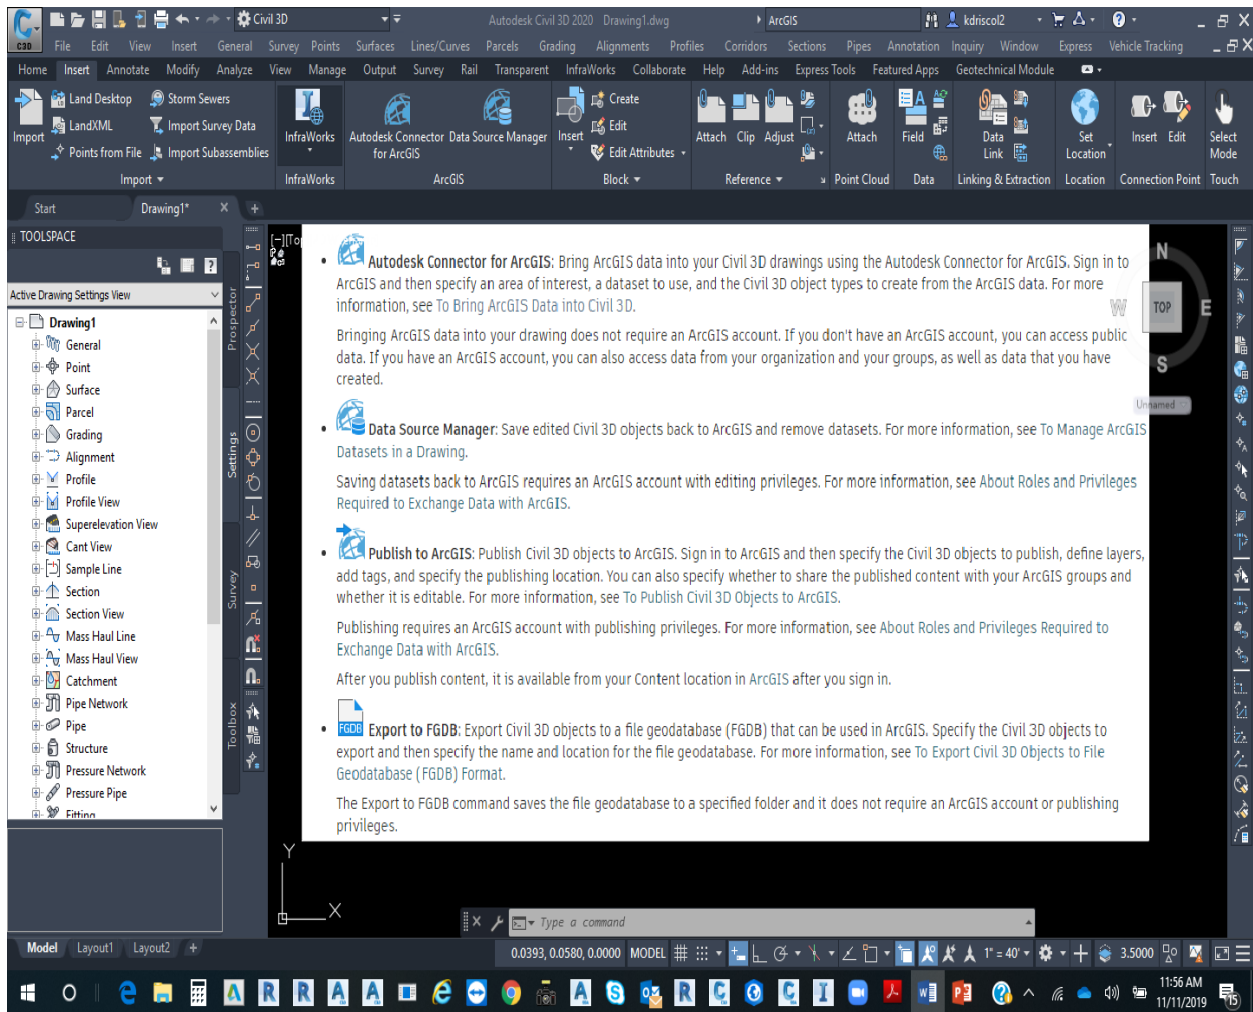 Civil 3D
Autodesk Civil 3D 2020 Drawing1.dwg
ArcGIS
kdriscol2
C3D
File Edit View Insert General Survey Points Surfaces Lines/Curves Parcels Grading Alignments Profiles Corridors Sections Pipes Annotation Inquiry Window Express Vehicle Tracking
Home Insert Annotate Modify Analyze View Manage Output Survey Rail Transparent InfraWorks Collaborate Help Add-ins Express Tools Featured Apps Geotechnical Module
Land Desktop Storm Sewers
LandXML Import Survey Data
Points from File Import Subassemblies
Import
InfraWorks
Autodesk Connector for ArcGIS
Data Source Manager
Insert
Create
Edit
Edit Attributes
Attach Clip Adjust
Attach
Field
Data Link
Set Location
Insert Edit
Select Mode
Import InfraWorks ArcGIS Block Reference Point Cloud Data Linking & Extraction Location Connection Point Touch
Start Drawing1*
TOOLSPACE
Active Drawing Settings View
Drawing1
General
Point
Surface
Parcel
Grading
Alignment
Profile
Profile View
Superelevation View
Cant View
Sample Line
Section
Section View
Mass Haul Line
Mass Haul View
Catchment
Pipe Network
Pipe
Structure
Pressure Network
Pressure Pipe
Fitting
Prospector
Settings
Survey
Toolbox
[–][To
• Autodesk Connector for ArcGIS: Bring ArcGIS data into your Civil 3D drawings using the Autodesk Connector for ArcGIS. Sign in to
ArcGIS and then specify an area of interest, a dataset to use, and the Civil 3D object types to create from the ArcGIS data. For more
information, see To Bring ArcGIS Data into Civil 3D.
Bringing ArcGIS data into your drawing does not require an ArcGIS account. If you don't have an ArcGIS account, you can access public
data. If you have an ArcGIS account, you can also access data from your organization and your groups, as well as data that you have
created.
• Data Source Manager: Save edited Civil 3D objects back to ArcGIS and remove datasets. For more information, see To Manage ArcGIS
Datasets in a Drawing.
Saving datasets back to ArcGIS requires an ArcGIS account with editing privileges. For more information, see About Roles and Privileges
Required to Exchange Data with ArcGIS.
• Publish to ArcGIS: Publish Civil 3D objects to ArcGIS. Sign in to ArcGIS and then specify the Civil 3D objects to publish, define layers,
add tags, and specify the publishing location. You can also specify whether to share the published content with your ArcGIS groups and
whether it is editable. For more information, see To Publish Civil 3D Objects to ArcGIS.
Publishing requires an ArcGIS account with publishing privileges. For more information, see About Roles and Privileges Required to
Exchange Data with ArcGIS.
After you publish content, it is available from your Content location in ArcGIS after you sign in.
FGDB
• Export to FGDB: Export Civil 3D objects to a file geodatabase (FGDB) that can be used in ArcGIS. Specify the Civil 3D objects to
export and then specify the name and location for the file geodatabase. For more information, see To Export Civil 3D Objects to File
Geodatabase (FGDB) Format.
The Export to FGDB command saves the file geodatabase to a specified folder and it does not require an ArcGIS account or publishing
privileges.
N
W TOP E
S
Unnamed
Y
X
Type a command
Model Layout1 Layout2
0.0393, 0.0580, 0.0000 MODEL 1" = 40' 3.5000
11:56 AM
11/11/2019
15